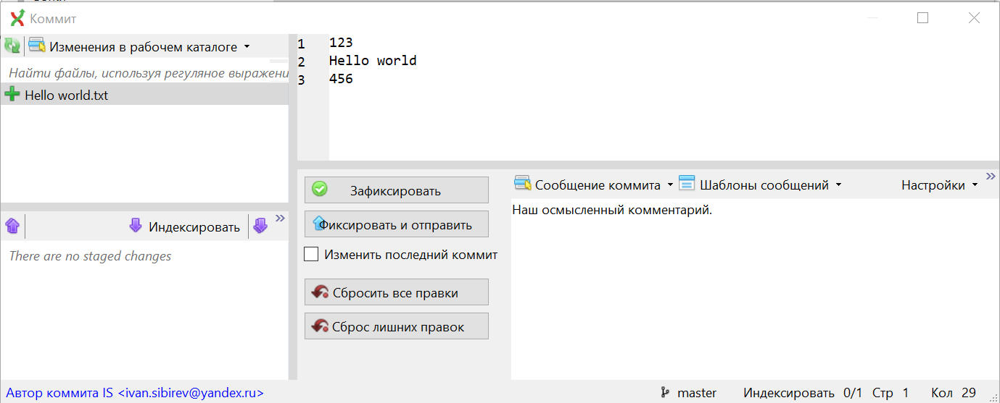 Коммит
Изменения в рабочем каталоге
Найти файлы, используя регуляное выражени
Hello world.txt
1 123
2 Hello world
3 456
Индексировать
There are no staged changes
Зафиксировать
Фиксировать и отправить
Изменить последний коммит
Сбросить все правки
Сброс лишних правок
Сообщение коммита Шаблоны сообщений Настройки
Наш осмысленный комментарий.
Автор коммита IS <ivan.sibirev@yandex.ru> master Индексировать 0/1 Стр 1 Кол 29